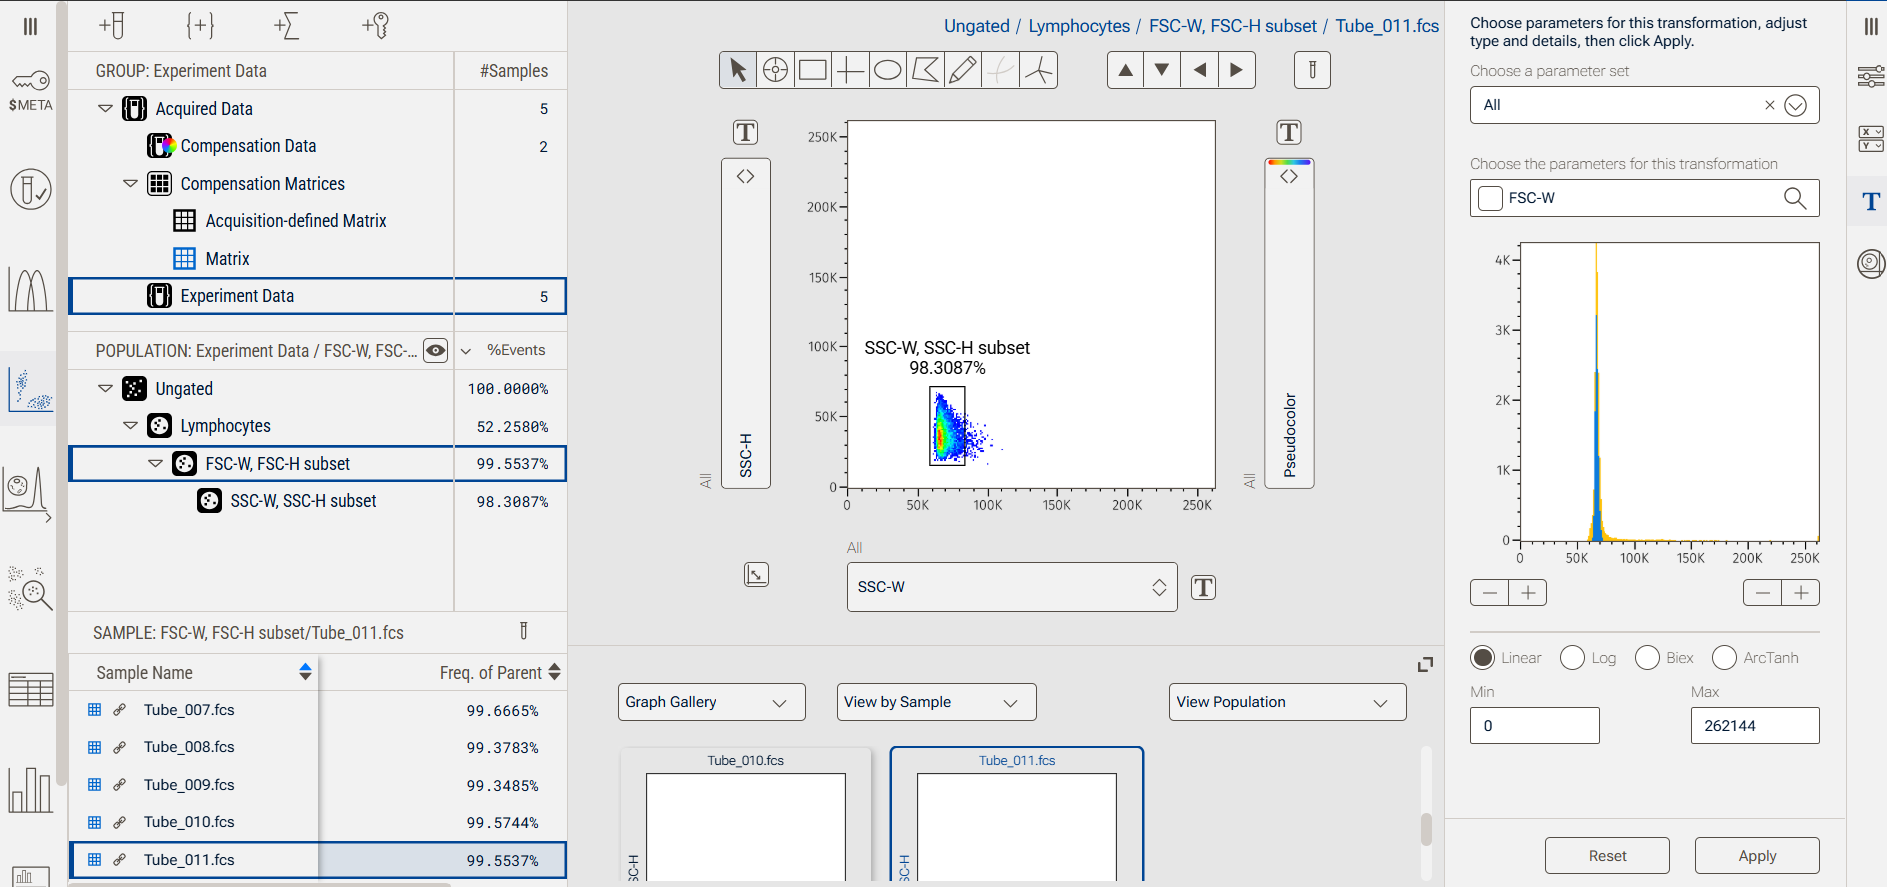 $META
GROUP: Experiment Data #Samples
Acquired Data 5
Compensation Data 2
Compensation Matrices
Acquisition-defined Matrix
Matrix
Experiment Data 5
POPULATION: Experiment Data / FSC-W, FSC-... %Events
Ungated 100.0000%
Lymphocytes 52.2580%
FSC-W, FSC-H subset 99.5537%
SSC-W, SSC-H subset 98.3087%
SAMPLE: FSC-W, FSC-H subset/Tube_011.fcs
Sample Name Freq. of Parent
Tube_007.fcs 99.6665%
Tube_008.fcs 99.3783%
Tube_009.fcs 99.3485%
Tube_010.fcs 99.5744%
Tube_011.fcs 99.5537%
Ungated / Lymphocytes / FSC-W, FSC-H subset / Tube_011.fcs
T
T
250K
200K
150K
100K
50K
0
SSC-W, SSC-H subset
98.3087%
0 50K 100K 150K 200K 250K
All
SSC-H
All
Pseudocolor
All
SSC-W
T
Graph Gallery
View by Sample
View Population
Tube_010.fcs
SSC-H
Tube_011.fcs
SSC-H
Choose parameters for this transformation, adjust
type and details, then click Apply.
Choose a parameter set
All
Choose the parameters for this transformation
FSC-W
4K
3K
2K
1K
0
0 50K 100K 150K 200K 250K
Linear Log Biex ArcTanh
Min Max
0 262144
Reset Apply
X
Y
T